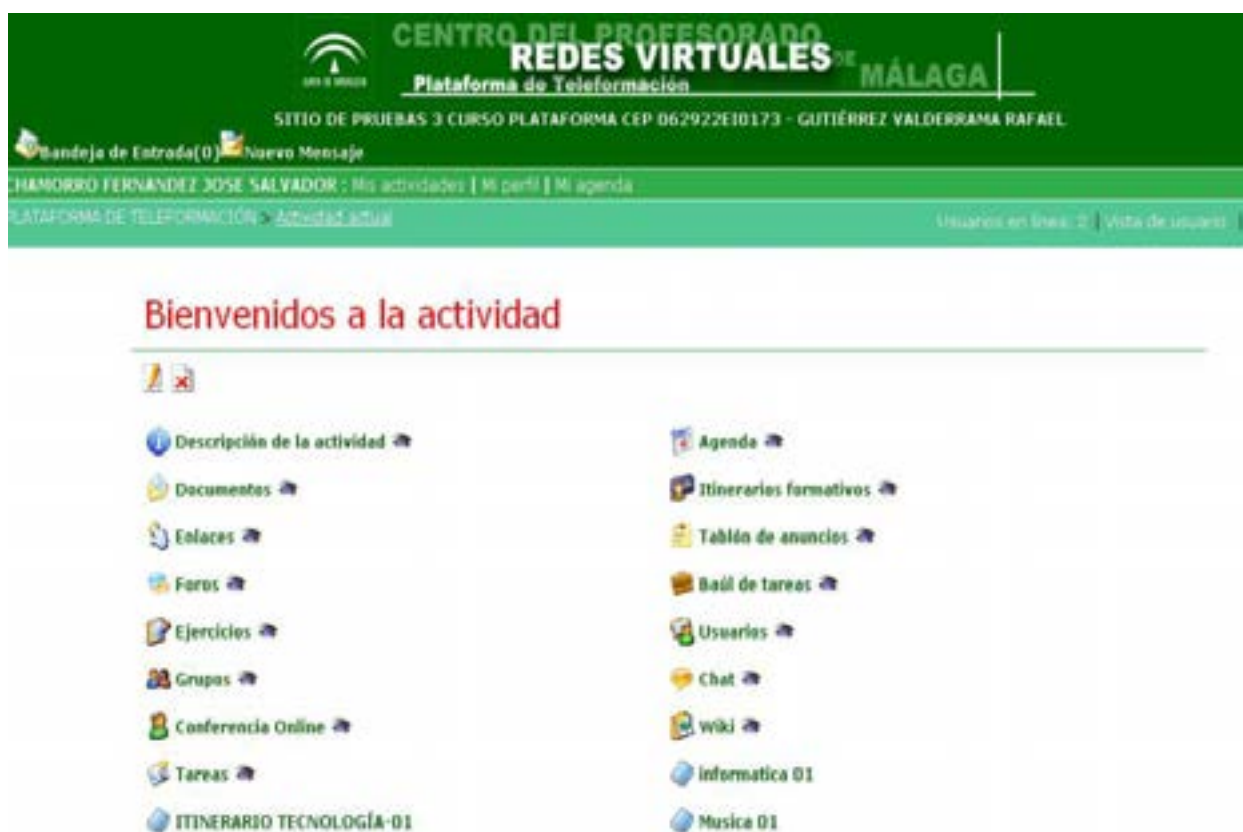 CENTRO DEL PROFESORADO
REDES VIRTUALES DE MÁLAGA
Plataforma de Teleformación
SITIO DE PRUEBAS 3 CURSO PLATAFORMA CEP 062922EI0173 - GUTIÉRREZ VALDERRAMA RAFAEL
Bandeja de Entrada(0) Nuevo Mensaje
CHAMORRO FERNANDEZ JOSE SALVADOR : Mis actividades | Mi perfil | Mi agenda
PLATAFORMA DE TELEFORMACIÓN > Actividad actual Usuarios en línea: 2 | Vista de usuario |
Bienvenidos a la actividad
Descripción de la actividad Agenda
Documentos Itinerarios formativos
Enlaces Tablón de anuncios
Foros Baúl de tareas
Ejercicios Usuarios
Grupos Chat
Conferencia Online Wiki
Tareas informatica 01
ITINERARIO TECNOLOGÍA-01 Musica 01